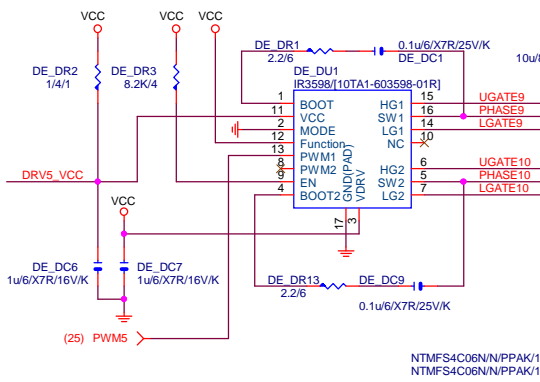 VCC VCC VCC
DE_DR1 0.1u/6/X7R/25V/K
2.2/6 DE_DC1
10u/8
DE_DR2 DE_DR3 DE_DU1
1/4/1 8.2K/4 IR3598/[10TA1-603598-01R]
1 BOOT HG1 15 UGATE9
11 VCC SW1 16 PHASE9
2 MODE LG1 14 LGATE9
12 Function NC 10
13 PWM1
8 PWM2 HG2 6 UGATE10
9 EN SW2 5 PHASE10
4 BOOT2 LG2 7 LGATE10
GND(PAD) VDRV
17 3
DRV5_VCC
VCC
DE_DC6 DE_DC7
1u/6/X7R/16V/K 1u/6/X7R/16V/K
DE_DR13 DE_DC9
2.2/6
0.1u/6/X7R/25V/K
(25) PWM5
NTMFS4C06N/N/PPAK/1
NTMFS4C06N/N/PPAK/1